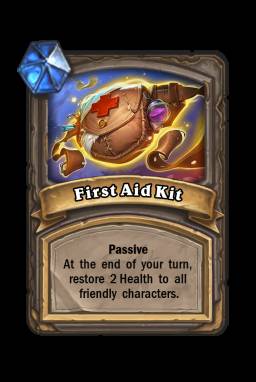 First Aid Kit
Passive
At the end of your turn,
restore 2 Health to all
friendly characters.